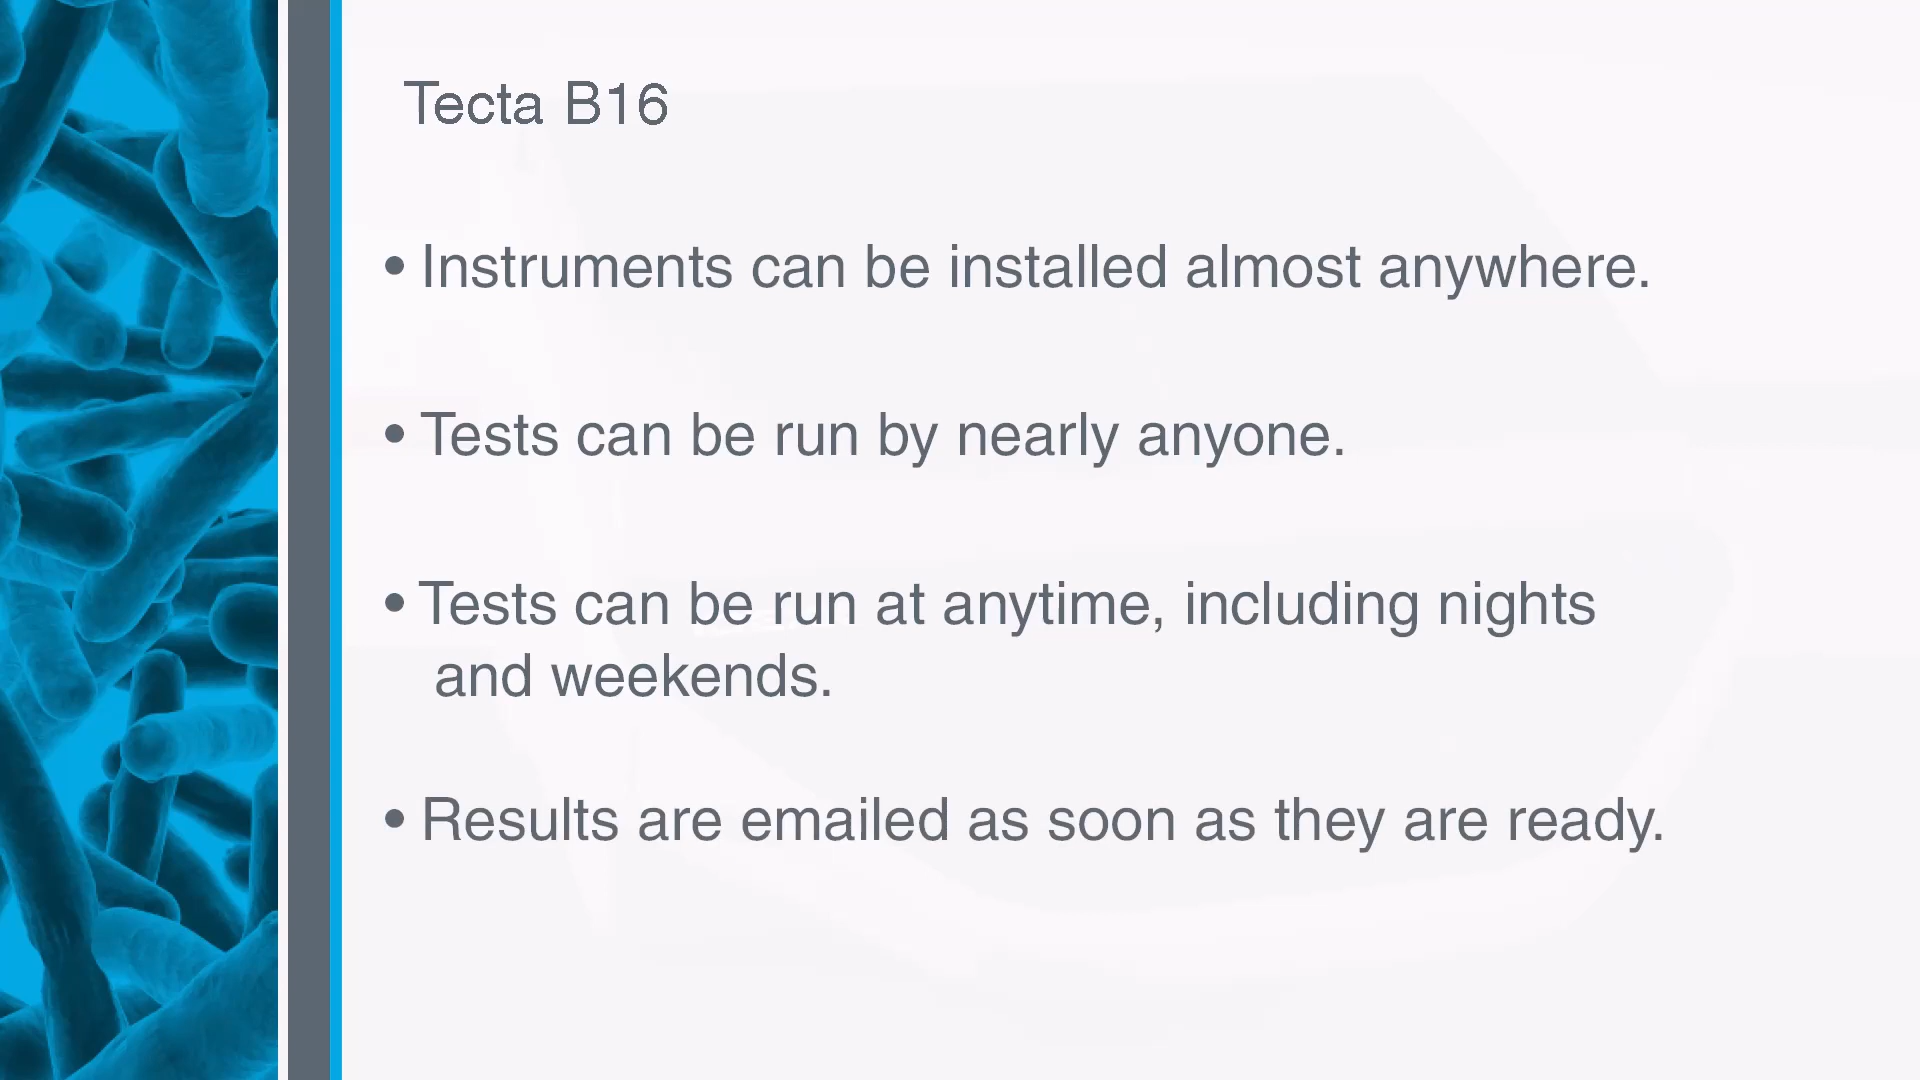 Tecta B16
• Instruments can be installed almost anywhere.
• Tests can be run by nearly anyone.
• Tests can be run at anytime, including nights
and weekends.
• Results are emailed as soon as they are ready.